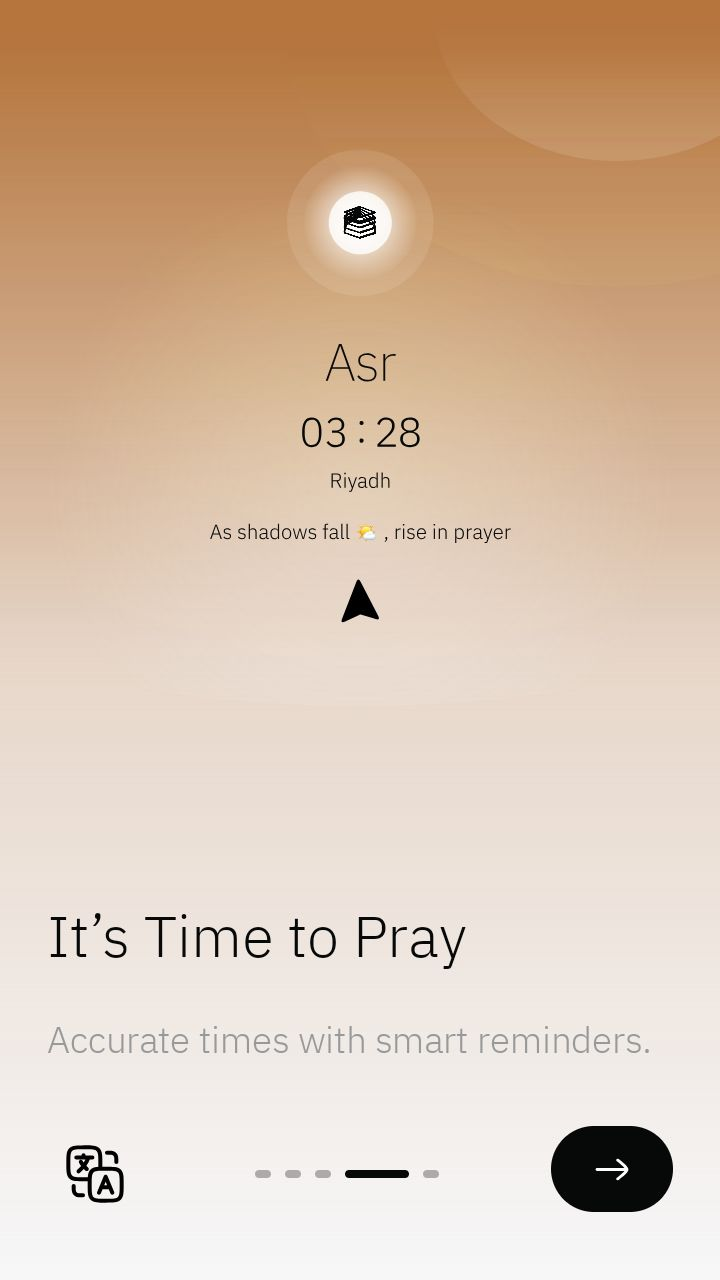 Asr
03 : 28
Riyadh
As shadows fall 🌤️ , rise in prayer
It’s Time to Pray
Accurate times with smart reminders.
文
A